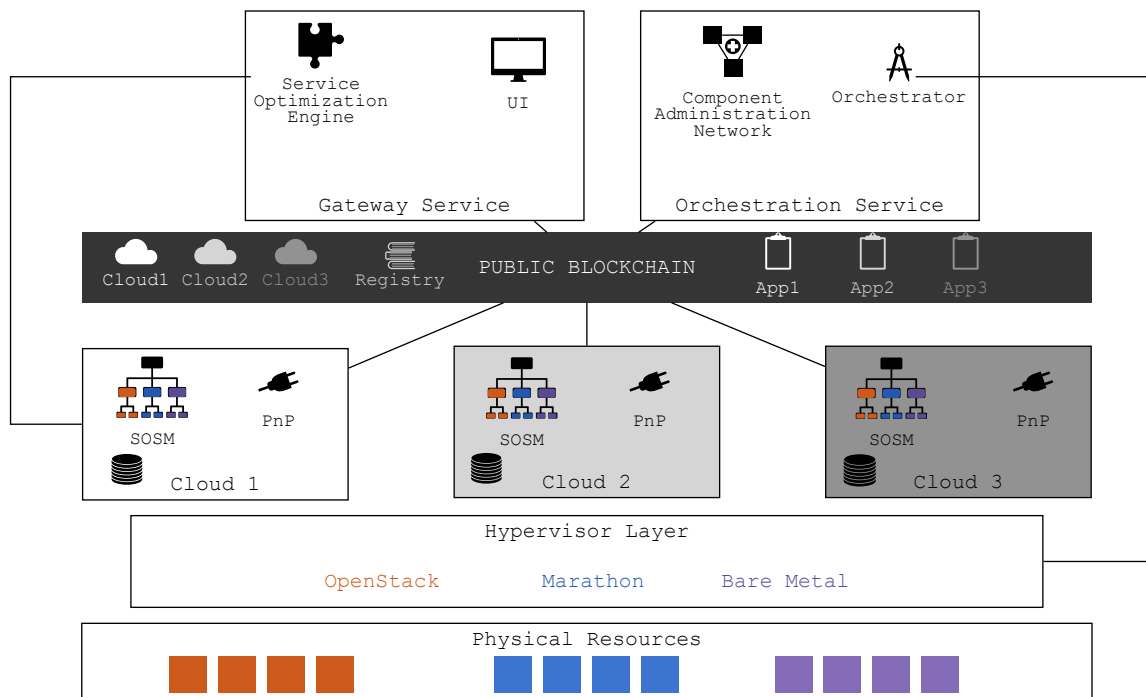 Service
Optimization
Engine
UI
Gateway Service
Component
Administration
Network
Orchestrator
Orchestration Service
Cloud1
Cloud2
Cloud3
Registry
PUBLIC BLOCKCHAIN
App1
App2
App3
SOSM
PnP
Cloud 1
SOSM
PnP
Cloud 2
SOSM
PnP
Cloud 3
Hypervisor Layer
OpenStack
Marathon
Bare Metal
Physical Resources